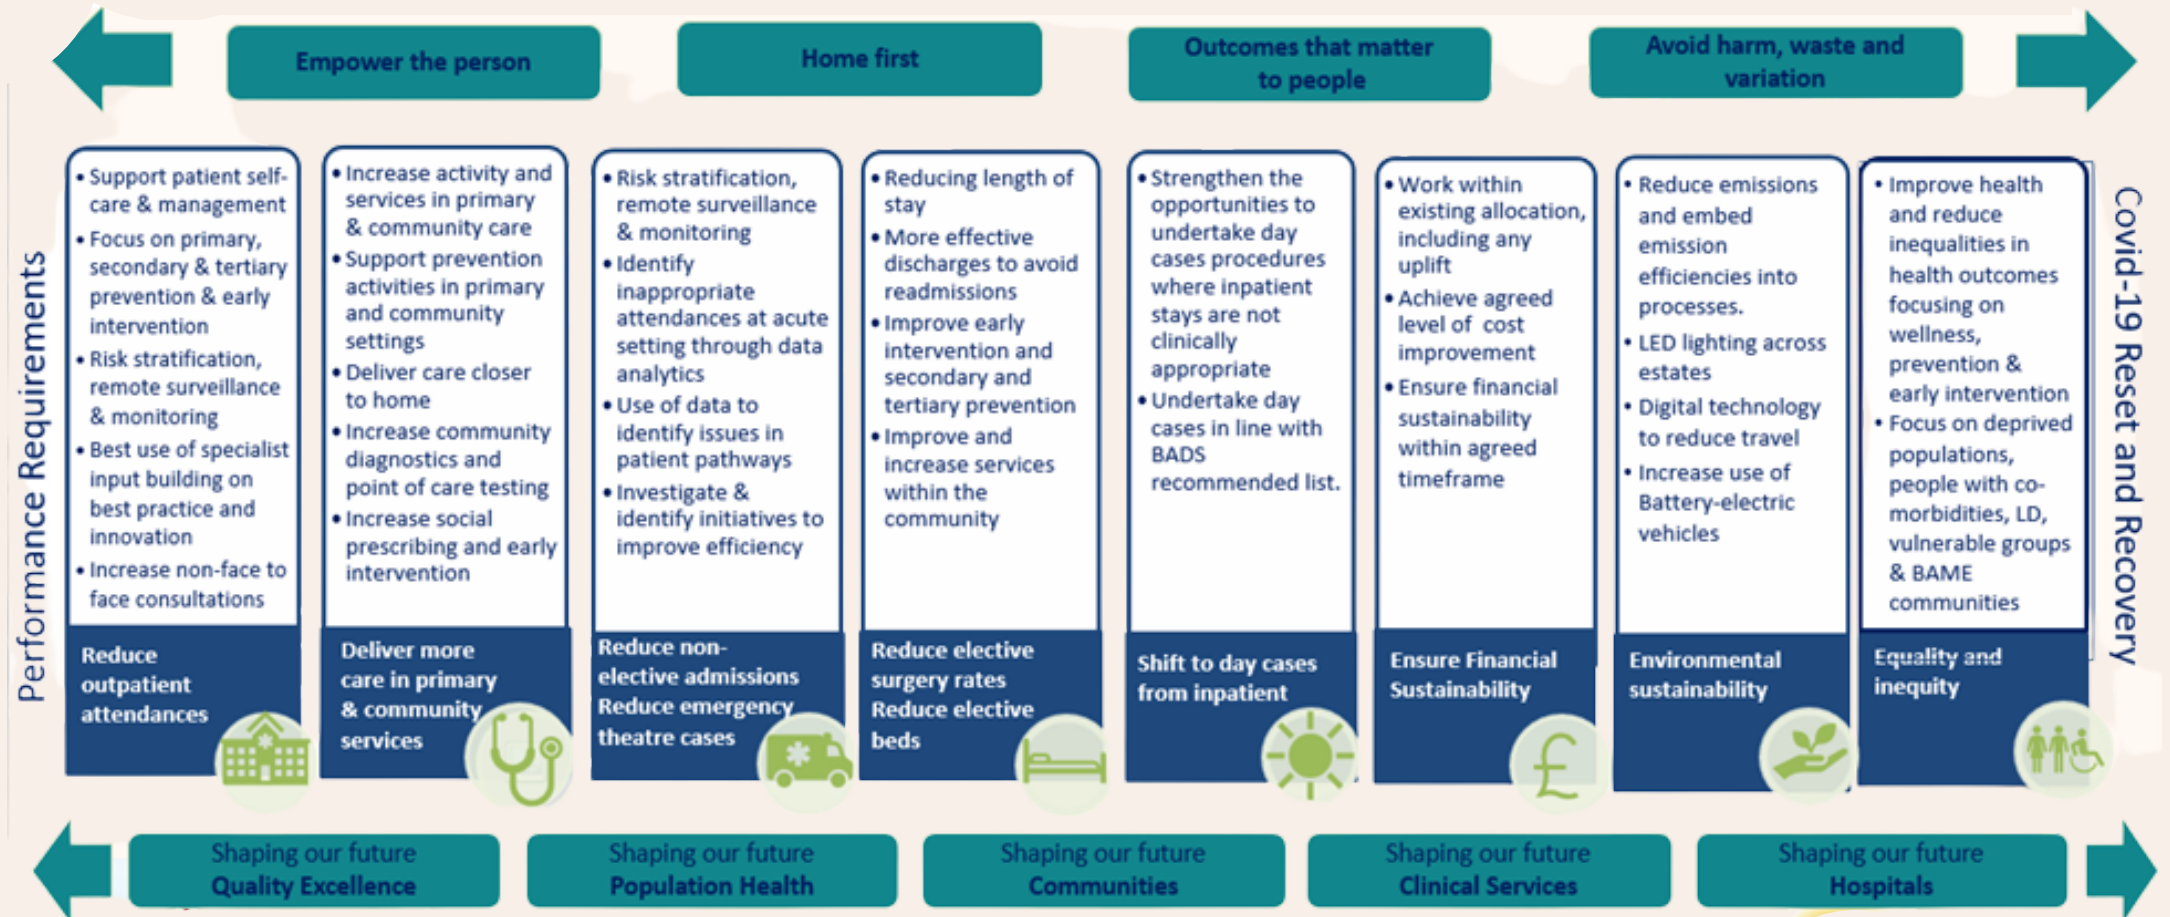 Empower the person
Home first
Outcomes that matter
to people
Avoid harm, waste and
variation
Performance Requirements
• Support patient self-
care & management
• Focus on primary,
secondary & tertiary
prevention & early
intervention
• Risk stratification,
remote surveillance
& monitoring
• Best use of specialist
input building on
best practice and
innovation
• Increase non-face to
face consultations
Reduce
outpatient
attendances
• Increase activity and
services in primary
& community care
• Support prevention
activities in primary
and community
settings
• Deliver care closer
to home
• Increase community
diagnostics and
point of care testing
• Increase social
prescribing and early
intervention
Deliver more
care in primary
& community
services
• Risk stratification,
remote surveillance
& monitoring
• Identify
inappropriate
attendances at acute
setting through data
analytics
• Use of data to
identify issues in
patient pathways
• Investigate &
identify initiatives to
improve efficiency
Reduce non-
elective admissions
Reduce emergency
theatre cases
• Reducing length of
stay
• More effective
discharges to avoid
readmissions
• Improve early
intervention and
secondary and
tertiary prevention
• Improve and
increase services
within the
community
Reduce elective
surgery rates
Reduce elective
beds
• Strengthen the
opportunities to
undertake day
cases procedures
where inpatient
stays are not
clinically
appropriate
• Undertake day
cases in line with
BADS
recommended list.
Shift to day cases
from inpatient
• Work within
existing allocation,
including any
uplift
• Achieve agreed
level of cost
improvement
• Ensure financial
sustainability
within agreed
timeframe
Ensure Financial
Sustainability
£
• Reduce emissions
and embed
emission
efficiencies into
processes.
• LED lighting across
estates
• Digital technology
to reduce travel
• Increase use of
Battery-electric
vehicles
Environmental
sustainability
• Improve health
and reduce
inequalities in
health outcomes
focusing on
wellness,
prevention &
early intervention
• Focus on deprived
populations,
people with co-
morbidities, LD,
vulnerable groups
& BAME
communities
Equality and
inequity
Covid-19 Reset and Recovery
Shaping our future
Quality Excellence
Shaping our future
Population Health
Shaping our future
Communities
Shaping our future
Clinical Services
Shaping our future
Hospitals